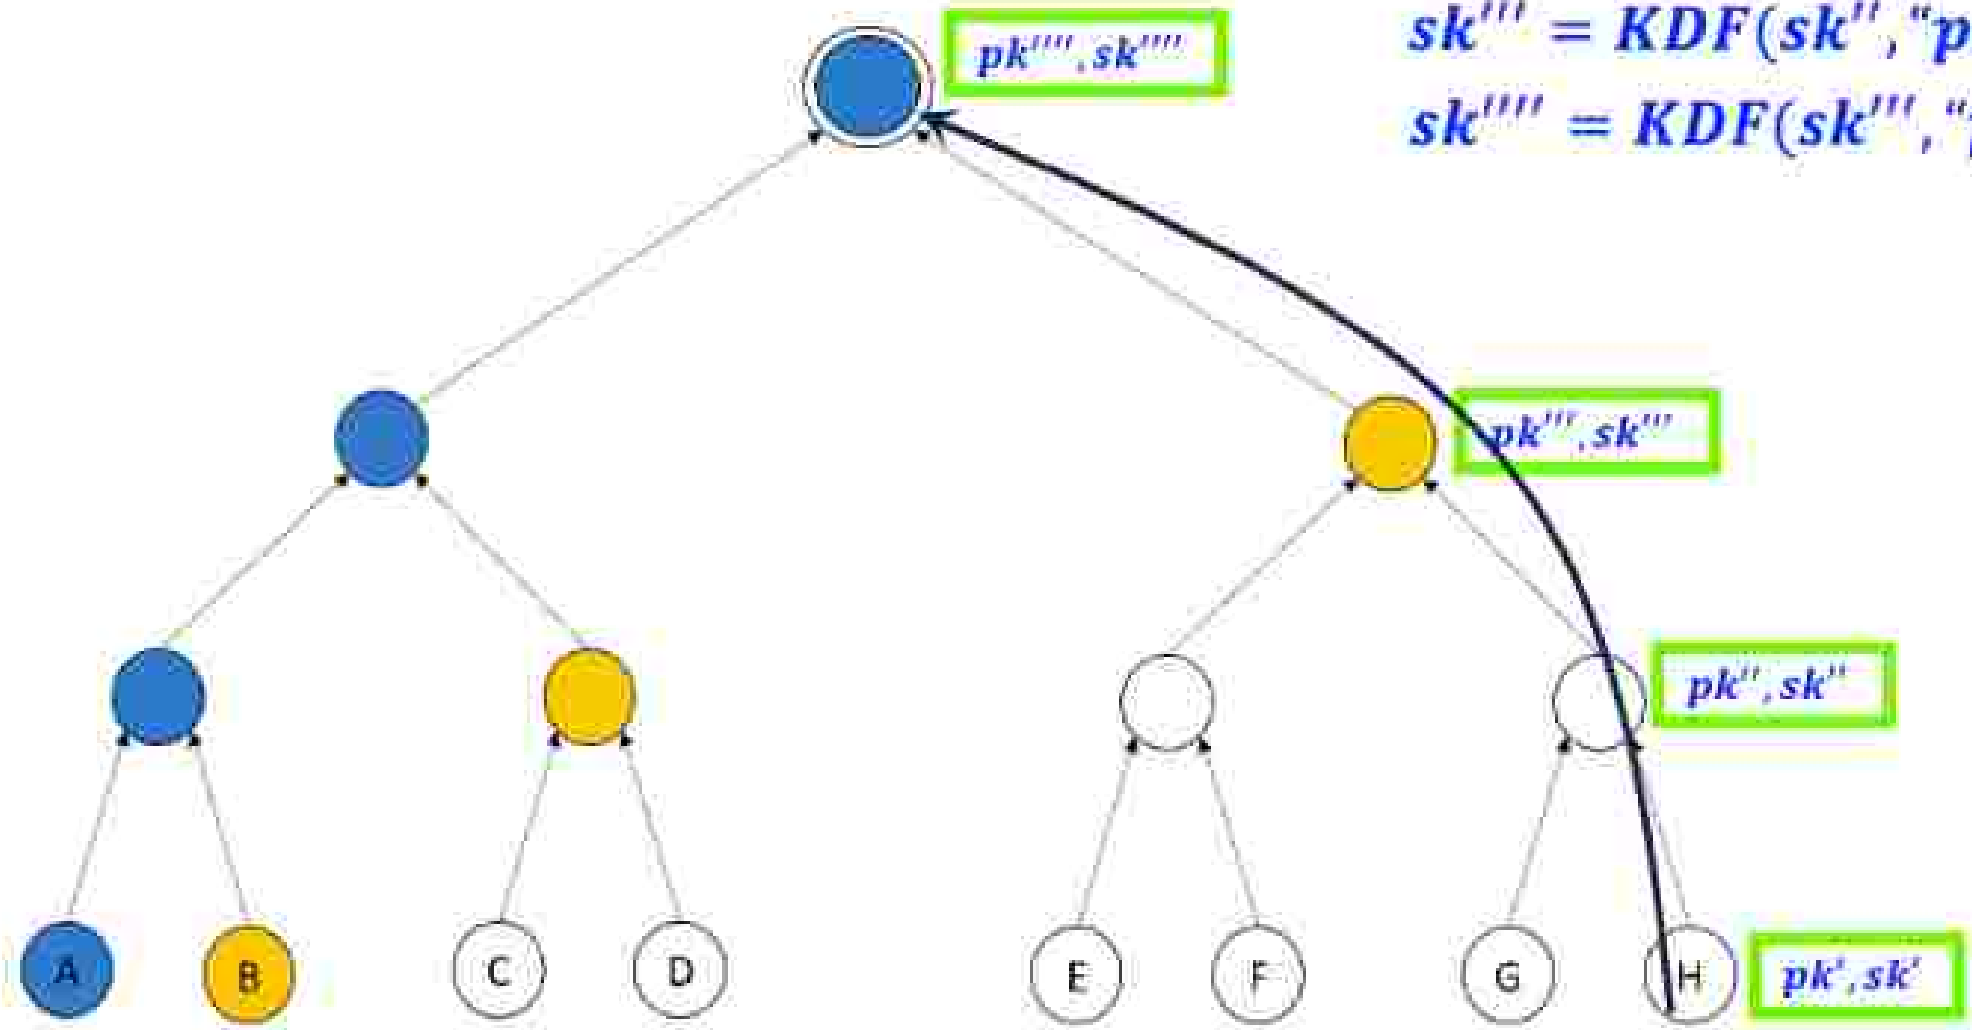 sk''' = KDF(sk'', "p
sk'''' = KDF(sk''', "p
pk'''', sk''''
pk''', sk'''
pk'', sk''
A
B
C
D
E
F
G
H
pk', sk'